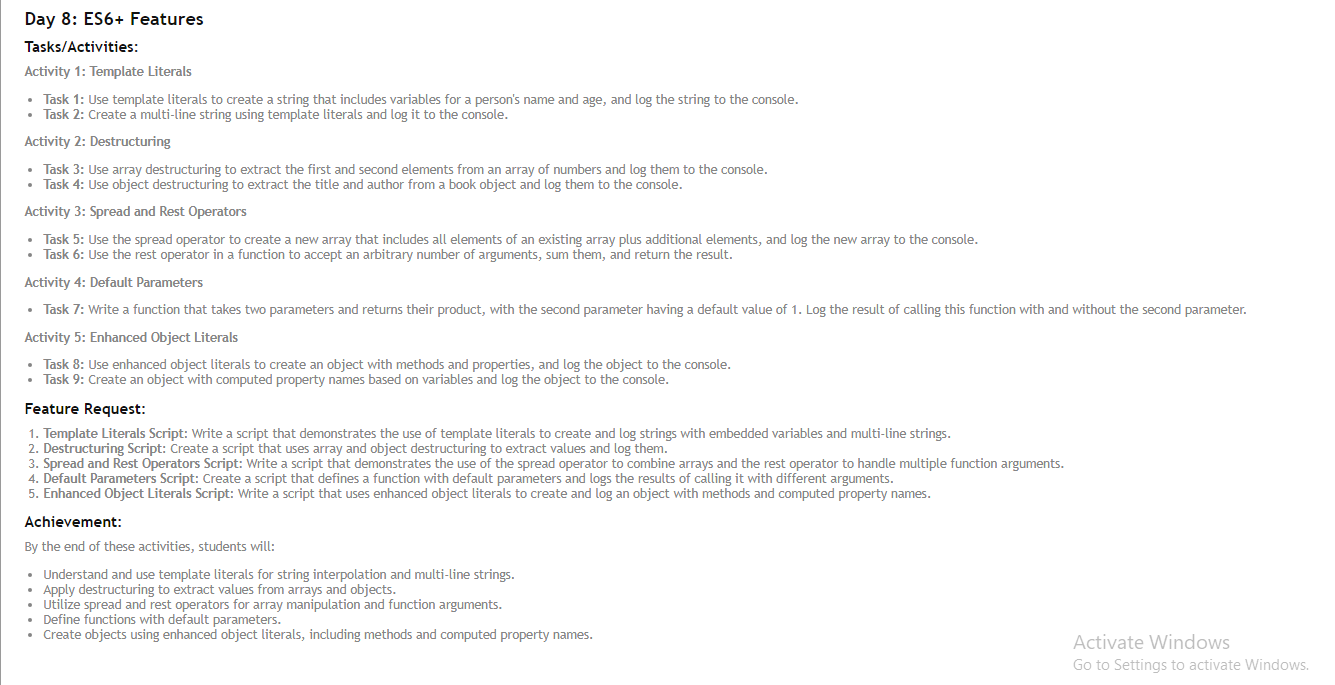 Day 8: ES6+ Features
Tasks/Activities:
Activity 1: Template Literals
• Task 1: Use template literals to create a string that includes variables for a person's name and age, and log the string to the console.
• Task 2: Create a multi-line string using template literals and log it to the console.
Activity 2: Destructuring
• Task 3: Use array destructuring to extract the first and second elements from an array of numbers and log them to the console.
• Task 4: Use object destructuring to extract the title and author from a book object and log them to the console.
Activity 3: Spread and Rest Operators
• Task 5: Use the spread operator to create a new array that includes all elements of an existing array plus additional elements, and log the new array to the console.
• Task 6: Use the rest operator in a function to accept an arbitrary number of arguments, sum them, and return the result.
Activity 4: Default Parameters
• Task 7: Write a function that takes two parameters and returns their product, with the second parameter having a default value of 1. Log the result of calling this function with and without the second parameter.
Activity 5: Enhanced Object Literals
• Task 8: Use enhanced object literals to create an object with methods and properties, and log the object to the console.
• Task 9: Create an object with computed property names based on variables and log the object to the console.
Feature Request:
1. Template Literals Script: Write a script that demonstrates the use of template literals to create and log strings with embedded variables and multi-line strings.
2. Destructuring Script: Create a script that uses array and object destructuring to extract values and log them.
3. Spread and Rest Operators Script: Write a script that demonstrates the use of the spread operator to combine arrays and the rest operator to handle multiple function arguments.
4. Default Parameters Script: Create a script that defines a function with default parameters and logs the results of calling it with different arguments.
5. Enhanced Object Literals Script: Write a script that uses enhanced object literals to create and log an object with methods and computed property names.
Achievement:
By the end of these activities, students will:
• Understand and use template literals for string interpolation and multi-line strings.
• Apply destructuring to extract values from arrays and objects.
• Utilize spread and rest operators for array manipulation and function arguments.
• Define functions with default parameters.
• Create objects using enhanced object literals, including methods and computed property names.
Activate Windows
Go to Settings to activate Windows.